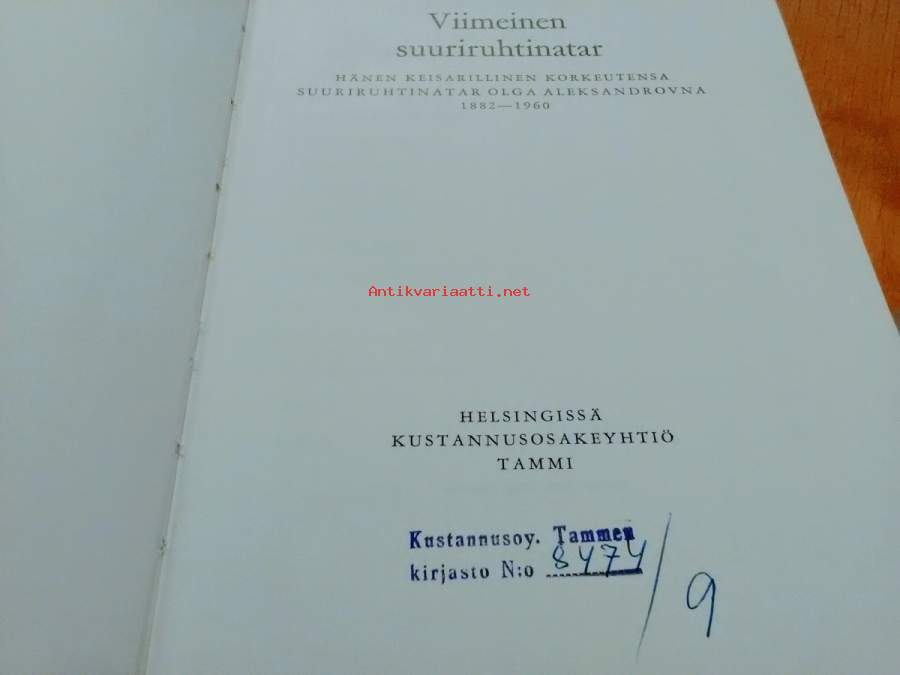 Viimeinen
suuriruhtinatar
HÄNEN KEISARILLINEN KORKEUTENSA
SUURIRUHTINATAR OLGA ALEKSANDROVNA
1882—1960
Antikvariaatti.net
HELSINGISSÄ
KUSTANNUSOSAKEYHTIÖ
TAMMI
Kustannusoy. Tammen
kirjasto N:o 8474/9